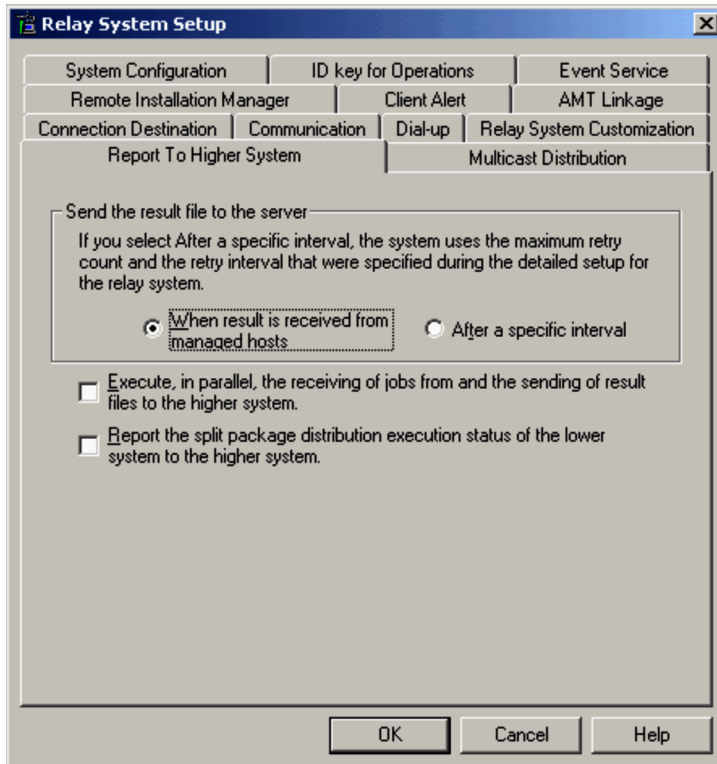 Relay System Setup
System Configuration
ID key for Operations
Event Service
Remote Installation Manager
Client Alert
AMT Linkage
Connection Destination
Communication
Dial-up
Relay System Customization
Report To Higher System
Multicast Distribution
Send the result file to the server
If you select After a specific interval, the system uses the maximum retry
count and the retry interval that were specified during the detailed setup for
the relay system.
When result is received from
managed hosts
After a specific interval
Execute, in parallel, the receiving of jobs from and the sending of result
files to the higher system.
Report the split package distribution execution status of the lower
system to the higher system.
OK
Cancel
Help